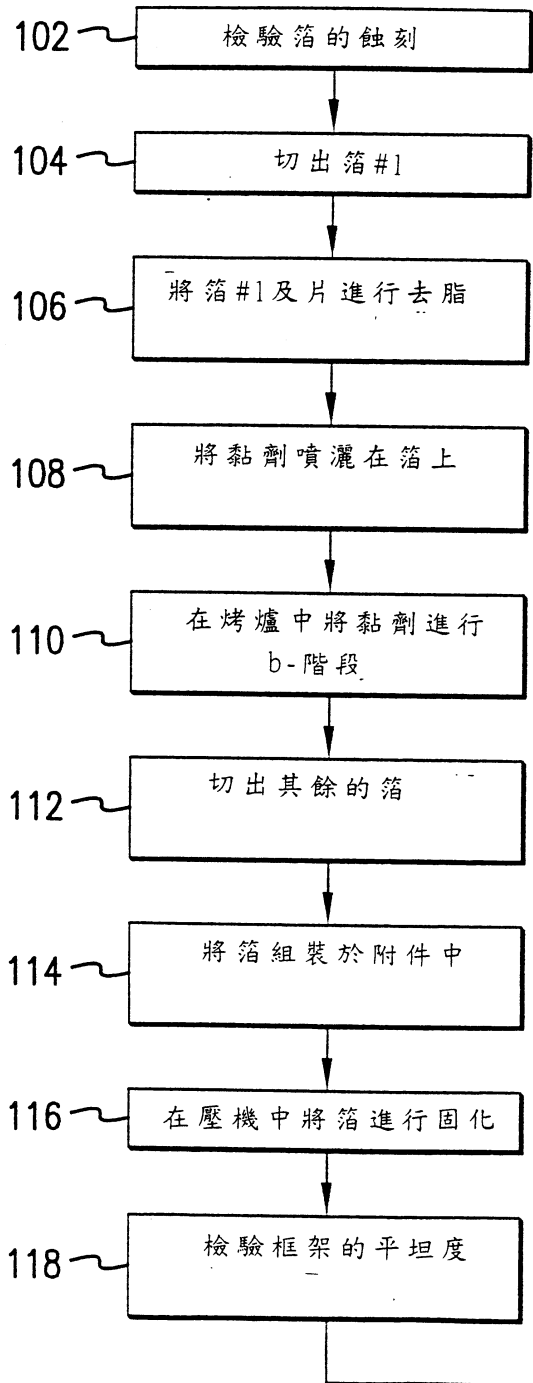 102 檢驗箔的蝕刻
104 切出箔#1
106 將箔#1及片進行去脂
108 將黏劑噴灑在箔上
110 在烤爐中將黏劑進行
b-階段
112 切出其餘的箔
114 將箔組裝於附件中
116 在壓機中將箔進行固化
118 檢驗框架的平坦度